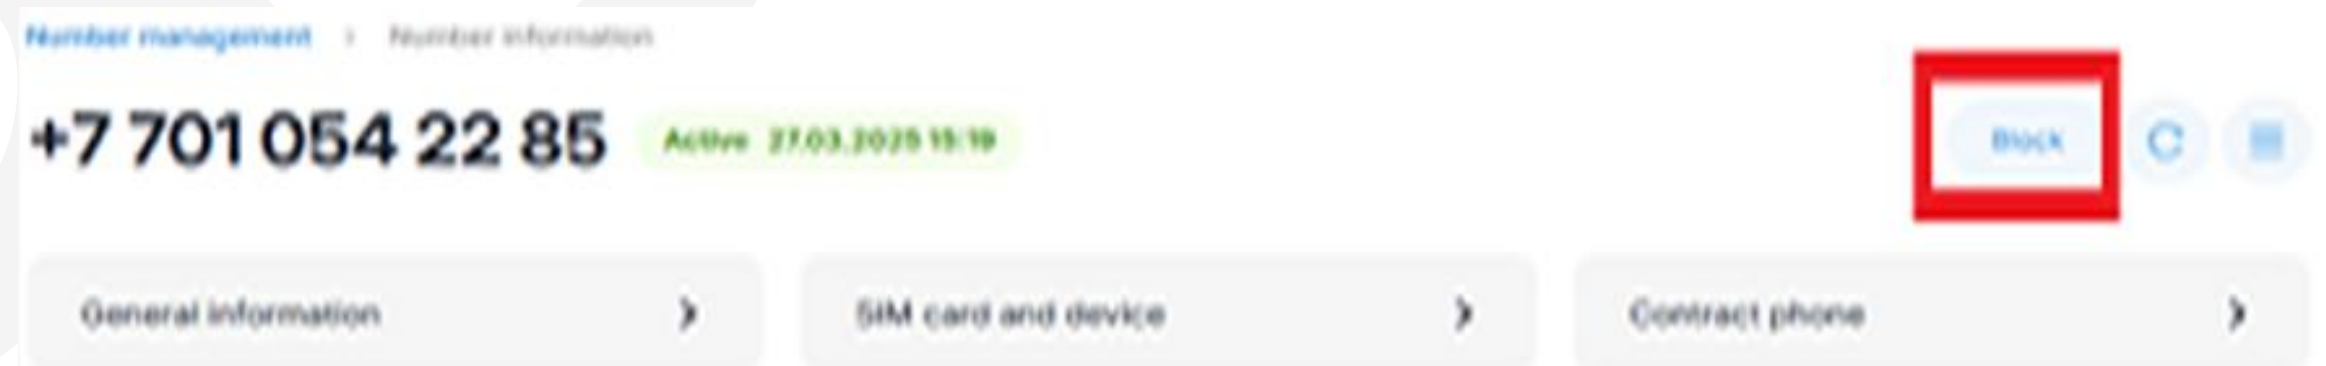 Number management > Number information
+7 701 054 22 85 Active 27.03.2025 15:19 Block
General information > SIM card and device > Contract phone >